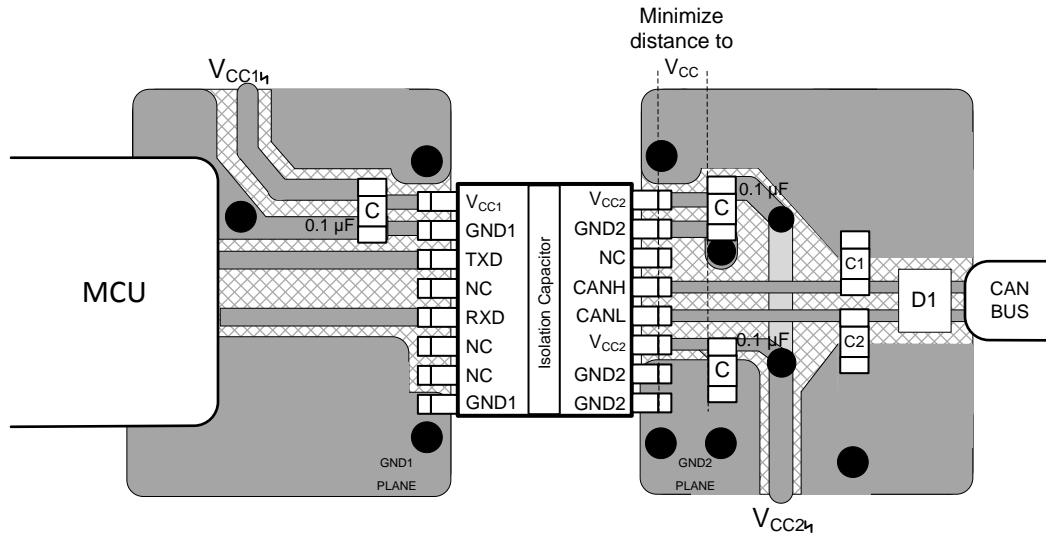 Minimize
distance to
VCC
VCC1
MCU
C
0.1 µF
VCC1
GND1
TXD
NC
RXD
NC
NC
GND1
Isolation Capacitor
VCC2
GND2
NC
CANH
CANL
VCC2
GND2
GND2
0.1 µF
C
0.1 µF
C
C1
C2
D1
CAN
BUS
GND1
PLANE
GND2
PLANE
VCC2